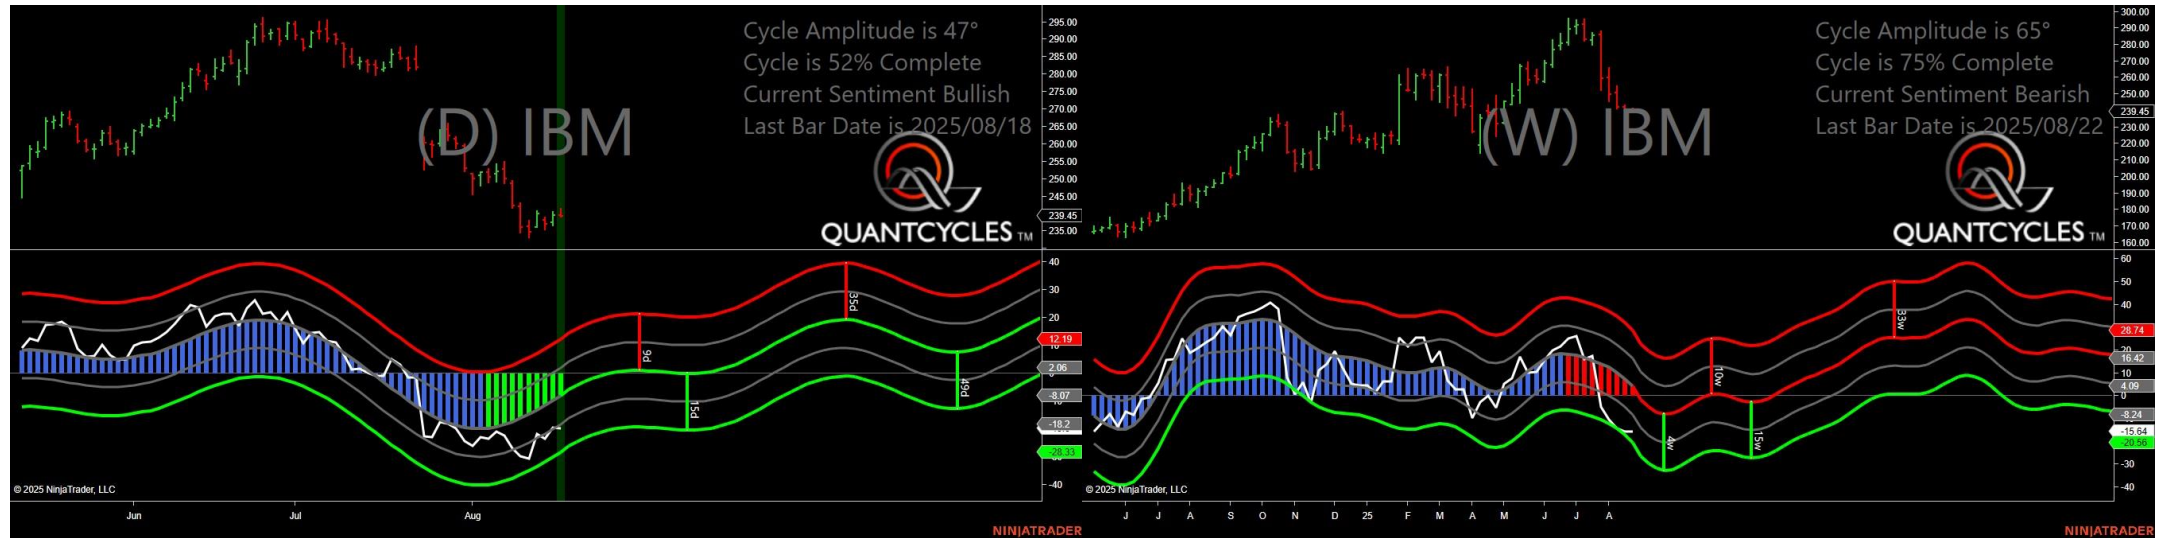 Cycle Amplitude is 47°
Cycle is 52% Complete
Current Sentiment Bullish
Last Bar Date is 2025/08/18
(D) IBM
QUANTCYCLES TM
295.00
290.00
285.00
280.00
275.00
270.00
265.00
260.00
255.00
250.00
245.00
239.45
235.00
40
30
20
12.19
2.06
-8.07
-18.2
-28.33
-40
9d
15d
35d
49d
© 2025 NinjaTrader, LLC
Jun
Jul
Aug
NINJATRADER
Cycle Amplitude is 65°
Cycle is 75% Complete
Current Sentiment Bearish
Last Bar Date is 2025/08/22
(W) IBM
QUANTCYCLES TM
300.00
290.00
280.00
270.00
260.00
250.00
239.45
230.00
220.00
210.00
200.00
190.00
180.00
170.00
160.00
60
50
40
28.74
20
16.42
10
4.09
0
-8.24
-15.64
-20.56
-30
-40
4w
10w
15w
33w
© 2025 NinjaTrader, LLC
J
J
A
S
O
N
D
25
F
M
A
M
J
J
A
NINJATRADER